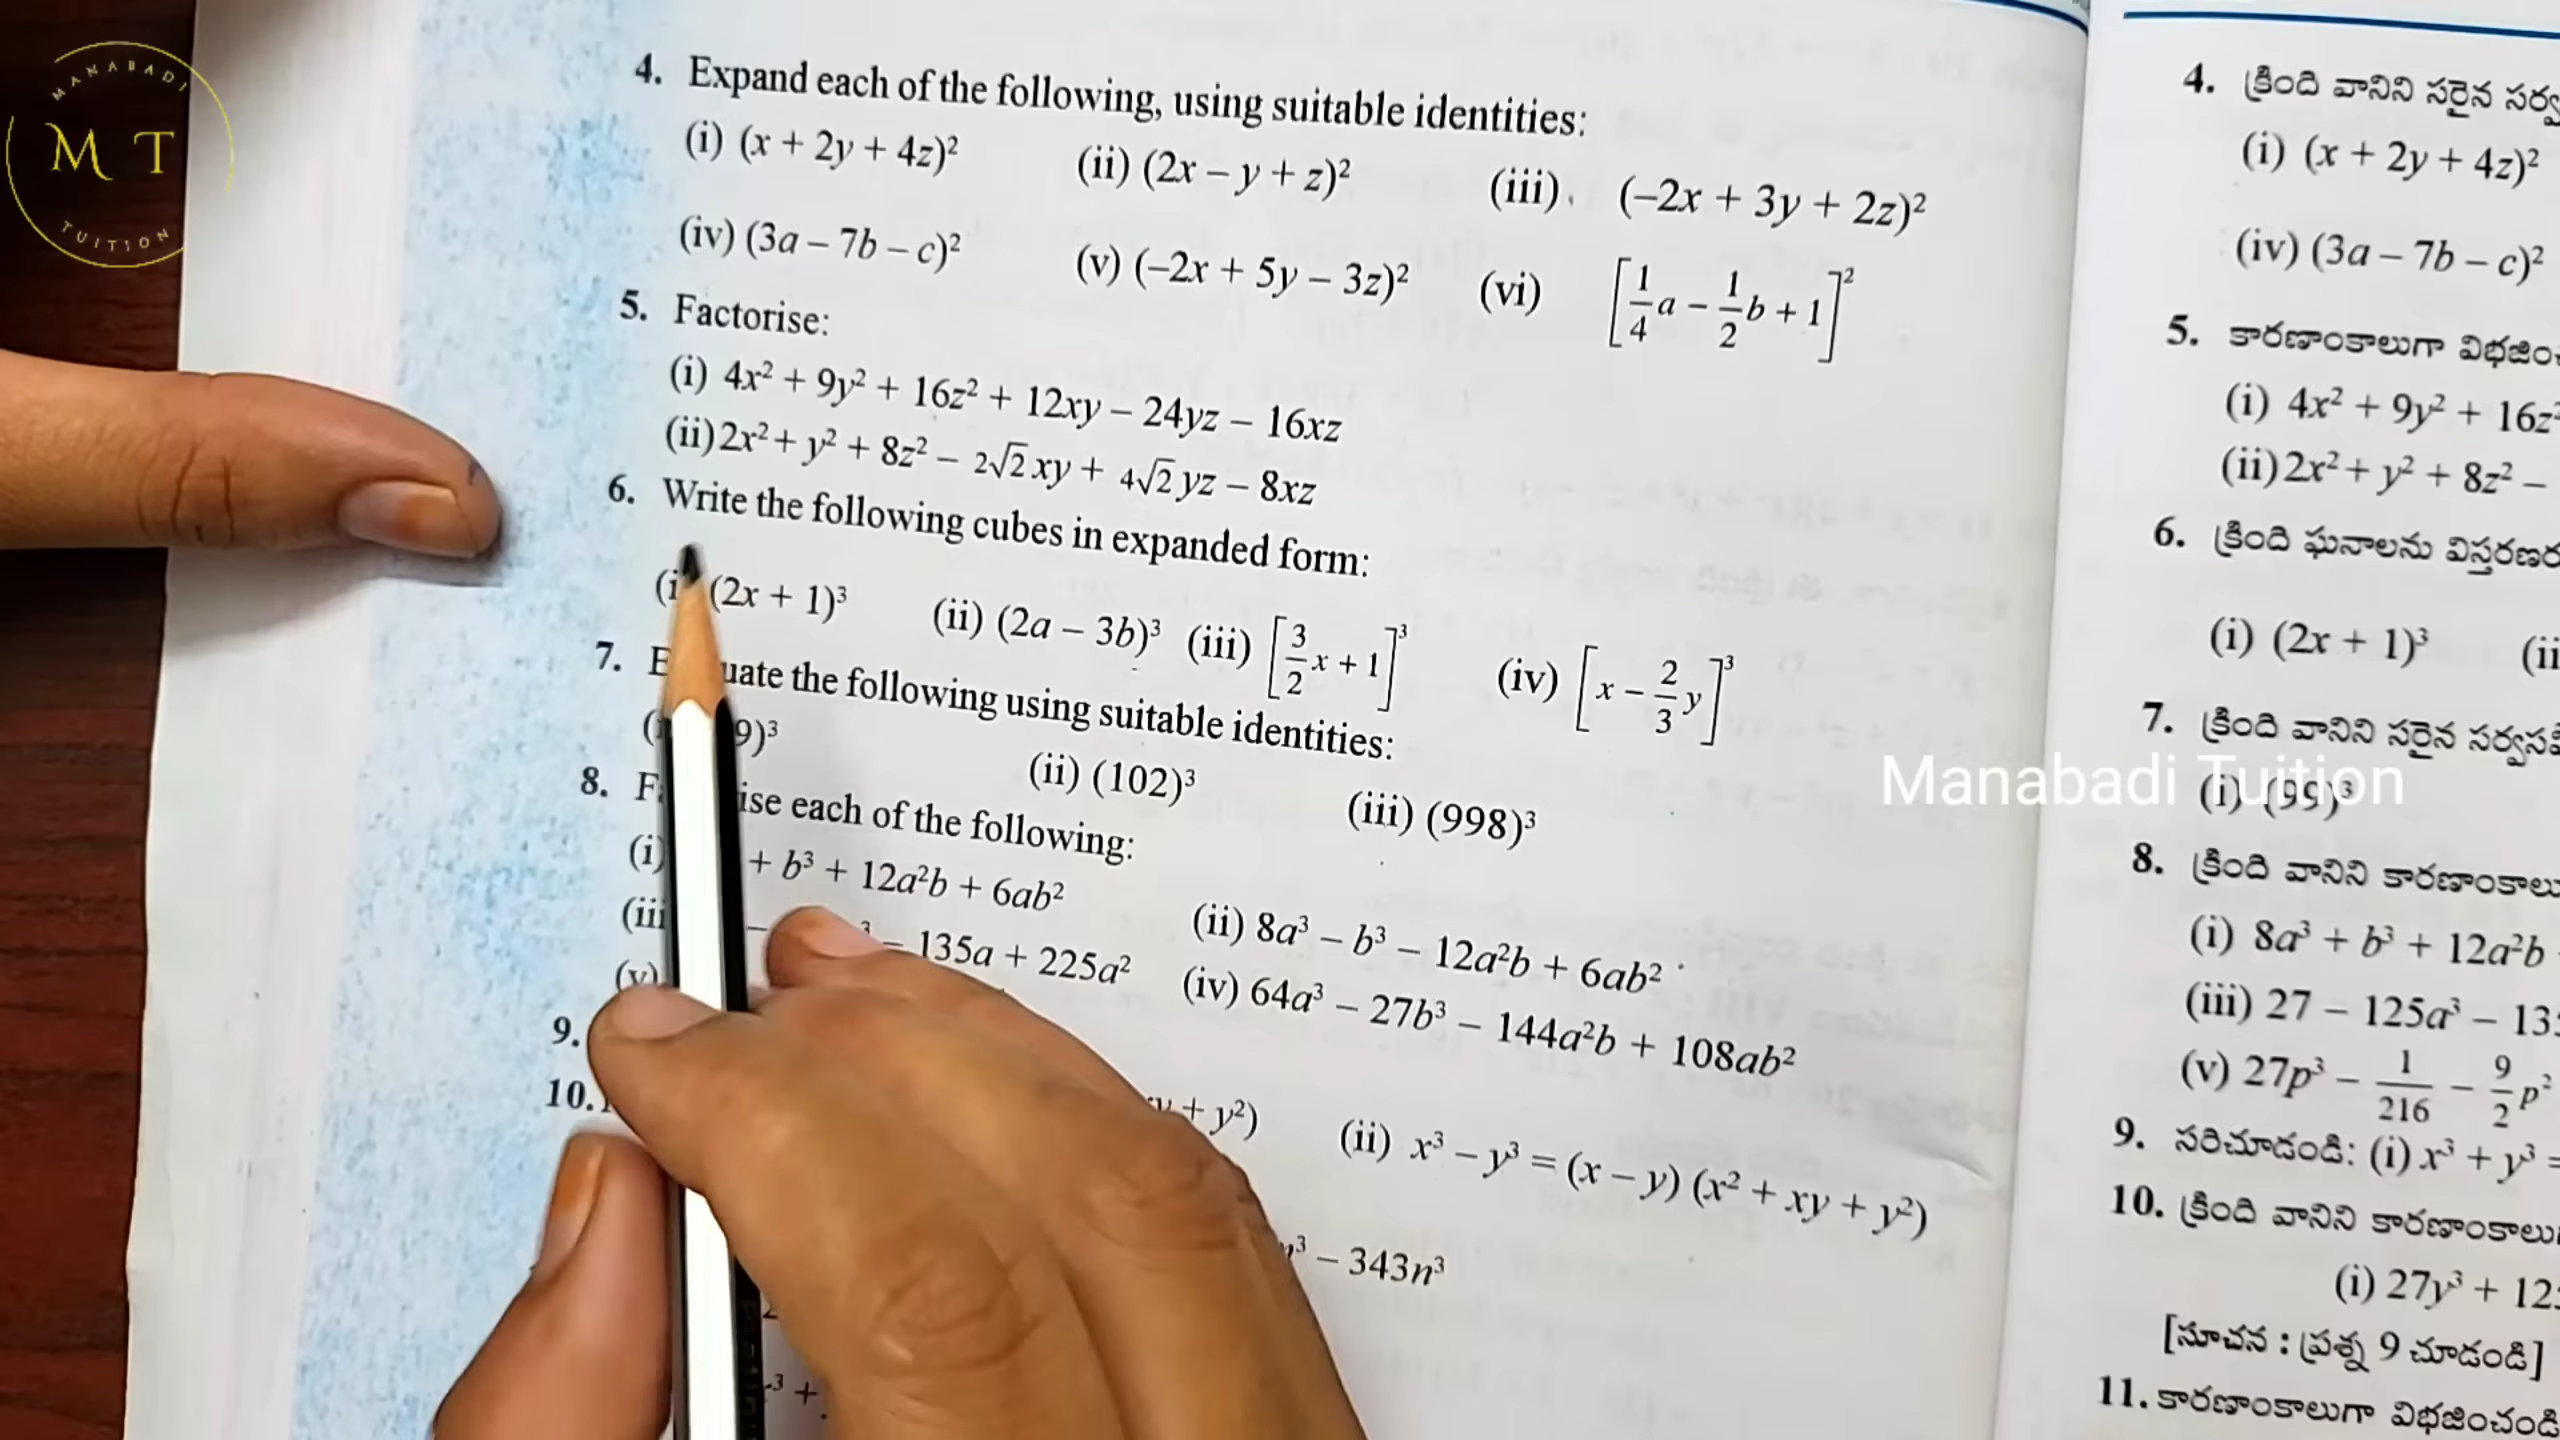 MANABADI
M T
TUITION
4. Expand each of the following, using suitable identities:
(i) (x + 2y + 4z)² (ii) (2x – y + z)² (iii) (–2x + 3y + 2z)²
(iv) (3a – 7b – c)² (v) (–2x + 5y – 3z)² (vi) [1/4 a – 1/2 b + 1]²
5. Factorise:
(i) 4x² + 9y² + 16z² + 12xy – 24yz – 16xz
(ii) 2x² + y² + 8z² – 2√2 xy + 4√2 yz – 8xz
6. Write the following cubes in expanded form:
(i) (2x + 1)³ (ii) (2a – 3b)³ (iii) [3/2 x + 1]³ (iv) [x – 2/3 y]³
7. the following using suitable identities:
9)³ (ii) (102)³ (iii) (998)³
8. each of the following:
(i) + b³ + 12a²b + 6ab² (ii) 8a³ – b³ – 12a²b + 6ab²
(iii – ³ – 135a + 225a² (iv) 64a³ – 27b³ – 144a²b + 108ab²
(v)
9. + y²) (ii) x³ – y³ = (x – y) (x² + xy + y²)
10. ³ – 343n³
³ +
4. క్రింది వానిని సరైన
(i) (x + 2y + 4z)²
(iv) (3a – 7b – c)²
5. కారణాంకాలుగా
(i) 4x² + 9y² + 16z²
(ii) 2x² + y² + 8z² –
6. క్రింది ఘనాలను
(i) (2x + 1)³ (ii
7. క్రింది వానిని సరైన
Manabadi Tuition
(i) (99)³
8. క్రింది వానిని
(i) 8a³ + b³ + 12a²b
(iii) 27 – 125a³ – 13
(v) 27p³ – 1/216 – 9/2 p²
9. సరిచూడండి: (i) x³ + y³ =
10. క్రింది వానిని
(i) 27y³ + 12
[సూచన : ప్రశ్న 9 చూడండి]
11. కారణాంకాలుగా విభజించండి